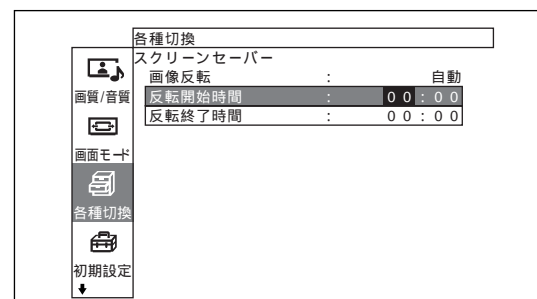 各種切換
スクリーンセーバー
画像反転 : 自動
反転開始時間 : 00:00
反転終了時間 : 00:00
画質/音質
画面モード
各種切換
初期設定